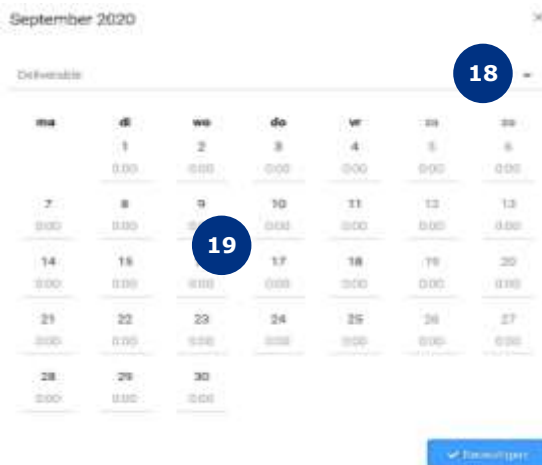 September 2020 ×
Deliverable 18
ma di wo do vr za zo
1 2 3 4 5 6
0:00 0:00 0:00 0:00 0:00 0:00
7 8 9 10 11 12 13
0:00 0:00 0:00 0:00 0:00 0:00
19
14 15 17 18 19 20
0:00 0:00 0:00 0:00 0:00 0:00 0:00
21 22 23 24 25 26 27
0:00 0:00 0:00 0:00 0:00 0:00 0:00
28 29 30
0:00 0:00 0:00
Bevestigen